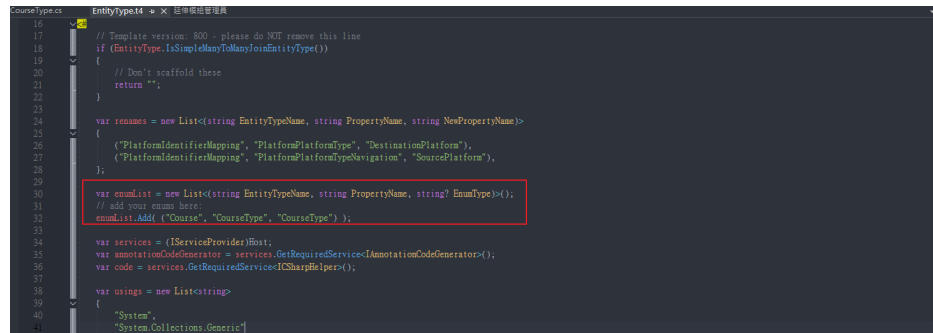 CourseType.cs EntityType.t4 延伸模組管理員
16 <#
17 // Template version: 800 - please do NOT remove this line
18 if (EntityType.IsSimpleManyToManyJoinEntityType())
19 {
20 // Don't scaffold these
21 return "";
22 }
23
24 var renames = new List<(string EntityTypeName, string PropertyName, string NewPropertyName)>
25 {
26 ("PlatformIdentifierMapping", "PlatformPlatformType", "DestinationPlatform"),
27 ("PlatformIdentifierMapping", "PlatformPlatformTypeNavigation", "SourcePlatform"),
28 };
29
30 var enumList = new List<(string EntityTypeName, string PropertyName, string? EnumType)>();
31 // add your enums here:
32 enumList.Add( ("Course", "CourseType", "CourseType") );
33
34 var services = (IServiceProvider)Host;
35 var annotationCodeGenerator = services.GetRequiredService<IAnnotationCodeGenerator>();
36 var code = services.GetRequiredService<ICSharpHelper>();
37
38 var usings = new List<string>
39 {
40 "System",
41 "System.Collections.Generic"